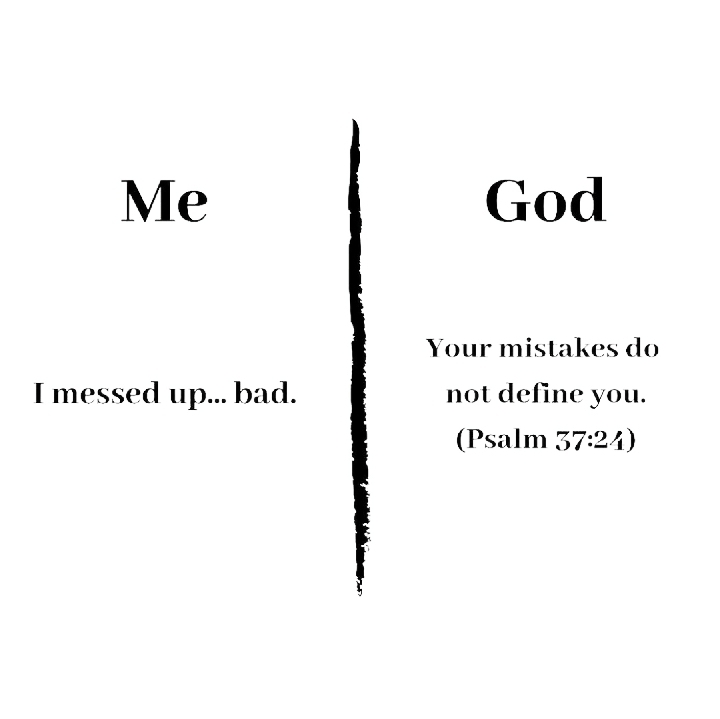 Me
I messed up... bad.
God
Your mistakes do
not define you.
(Psalm 37:24)